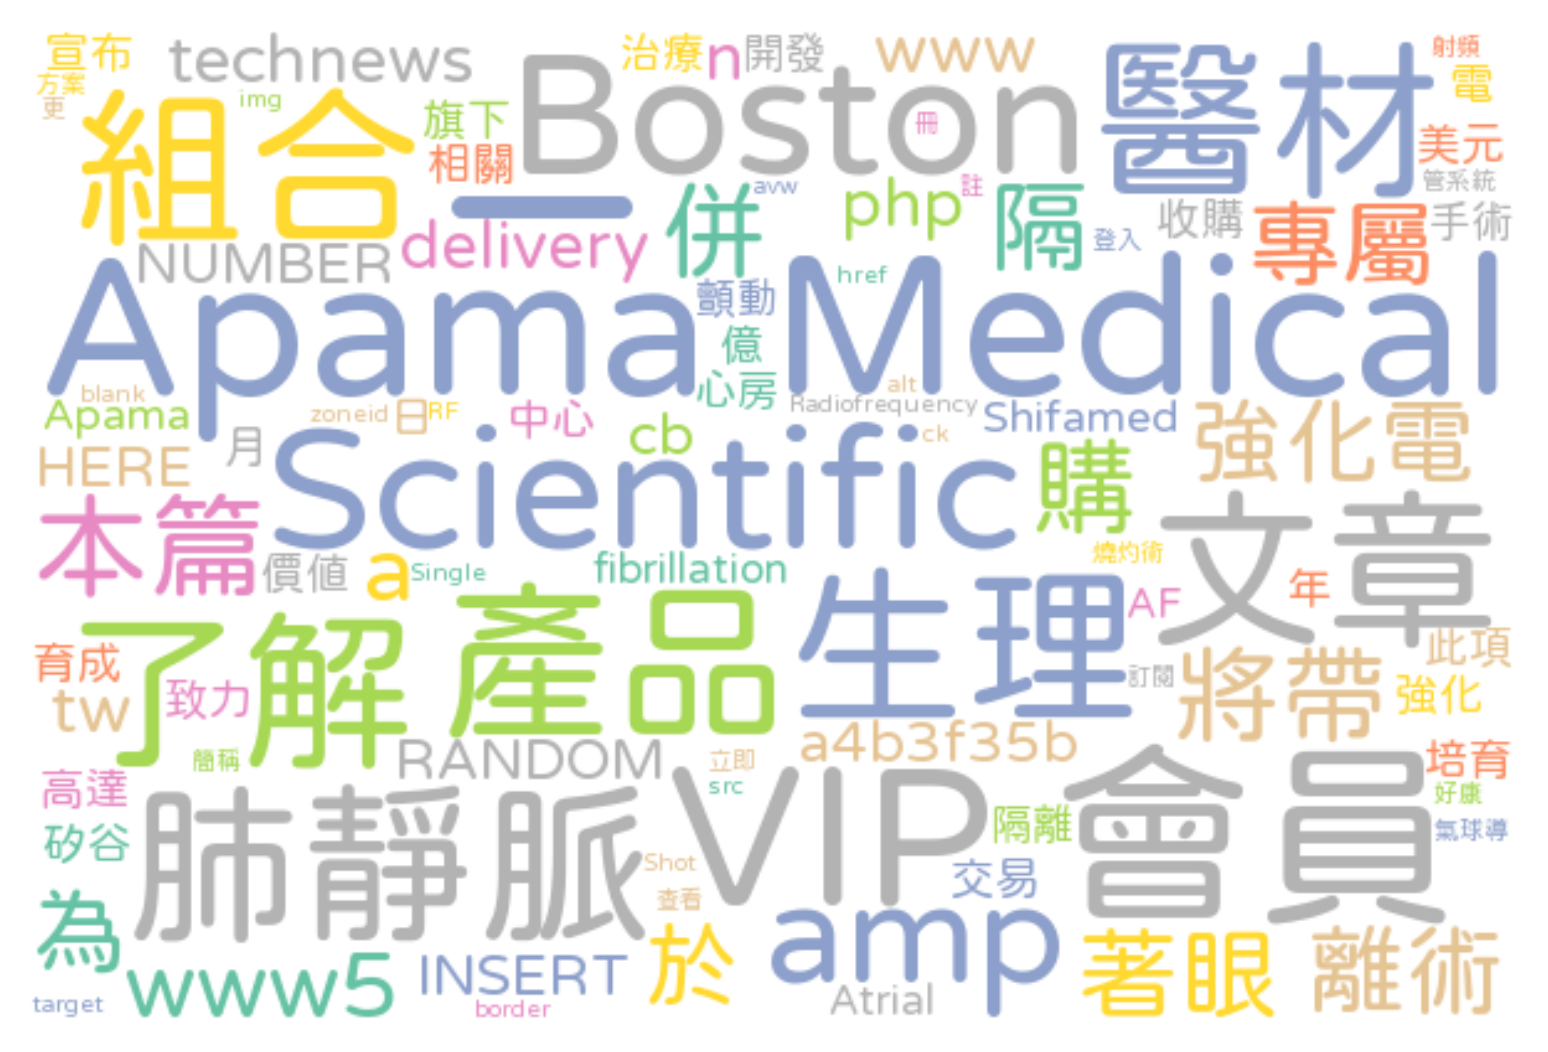 宣布
technews
治療
n
開發
www
醫材
射頻
電
方案
更
img
組合
旗下
Boston
冊
相關
美元
管系統
一
併
avw
php
註
隔
登入
收購
專屬
手術
NUMBER
delivery
Apama Medical
顫動
href
億
心房
blank
Apama
zoneid
日
RF
中心
cb
Radiofrequency
alt
ck
Shifamed
強化電
HERE
月
Scientific
購
本篇
價值
a
Single
fibrillation
燒灼術
文章
年
AF
了解
產品
生理
育成
tw
致力
訂閱
將帶
此項
強化
簡稱
RANDOM
立即
src
a4b3f35b
培育
好康
高達
矽谷
肺靜脈
Shot
VIP
隔離
會員
氣球導
查看
交易
為
www5
INSERT
於
amp
著眼
離術
target
border
Atrial